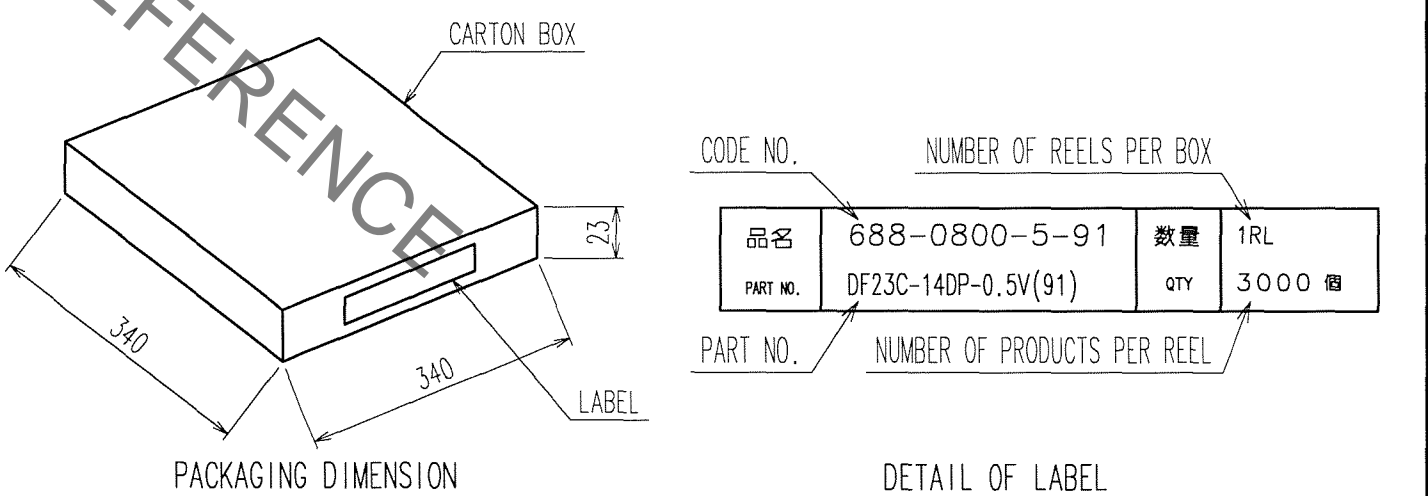 EFERENCE
CARTON BOX
23
340
340
LABEL
PACKAGING DIMENSION
CODE NO.
NUMBER OF REELS PER BOX
品名 688-0800-5-91 数量 1RL
PART NO. DF23C-14DP-0.5V(91) QTY 3000 個
PART NO.
NUMBER OF PRODUCTS PER REEL
DETAIL OF LABEL